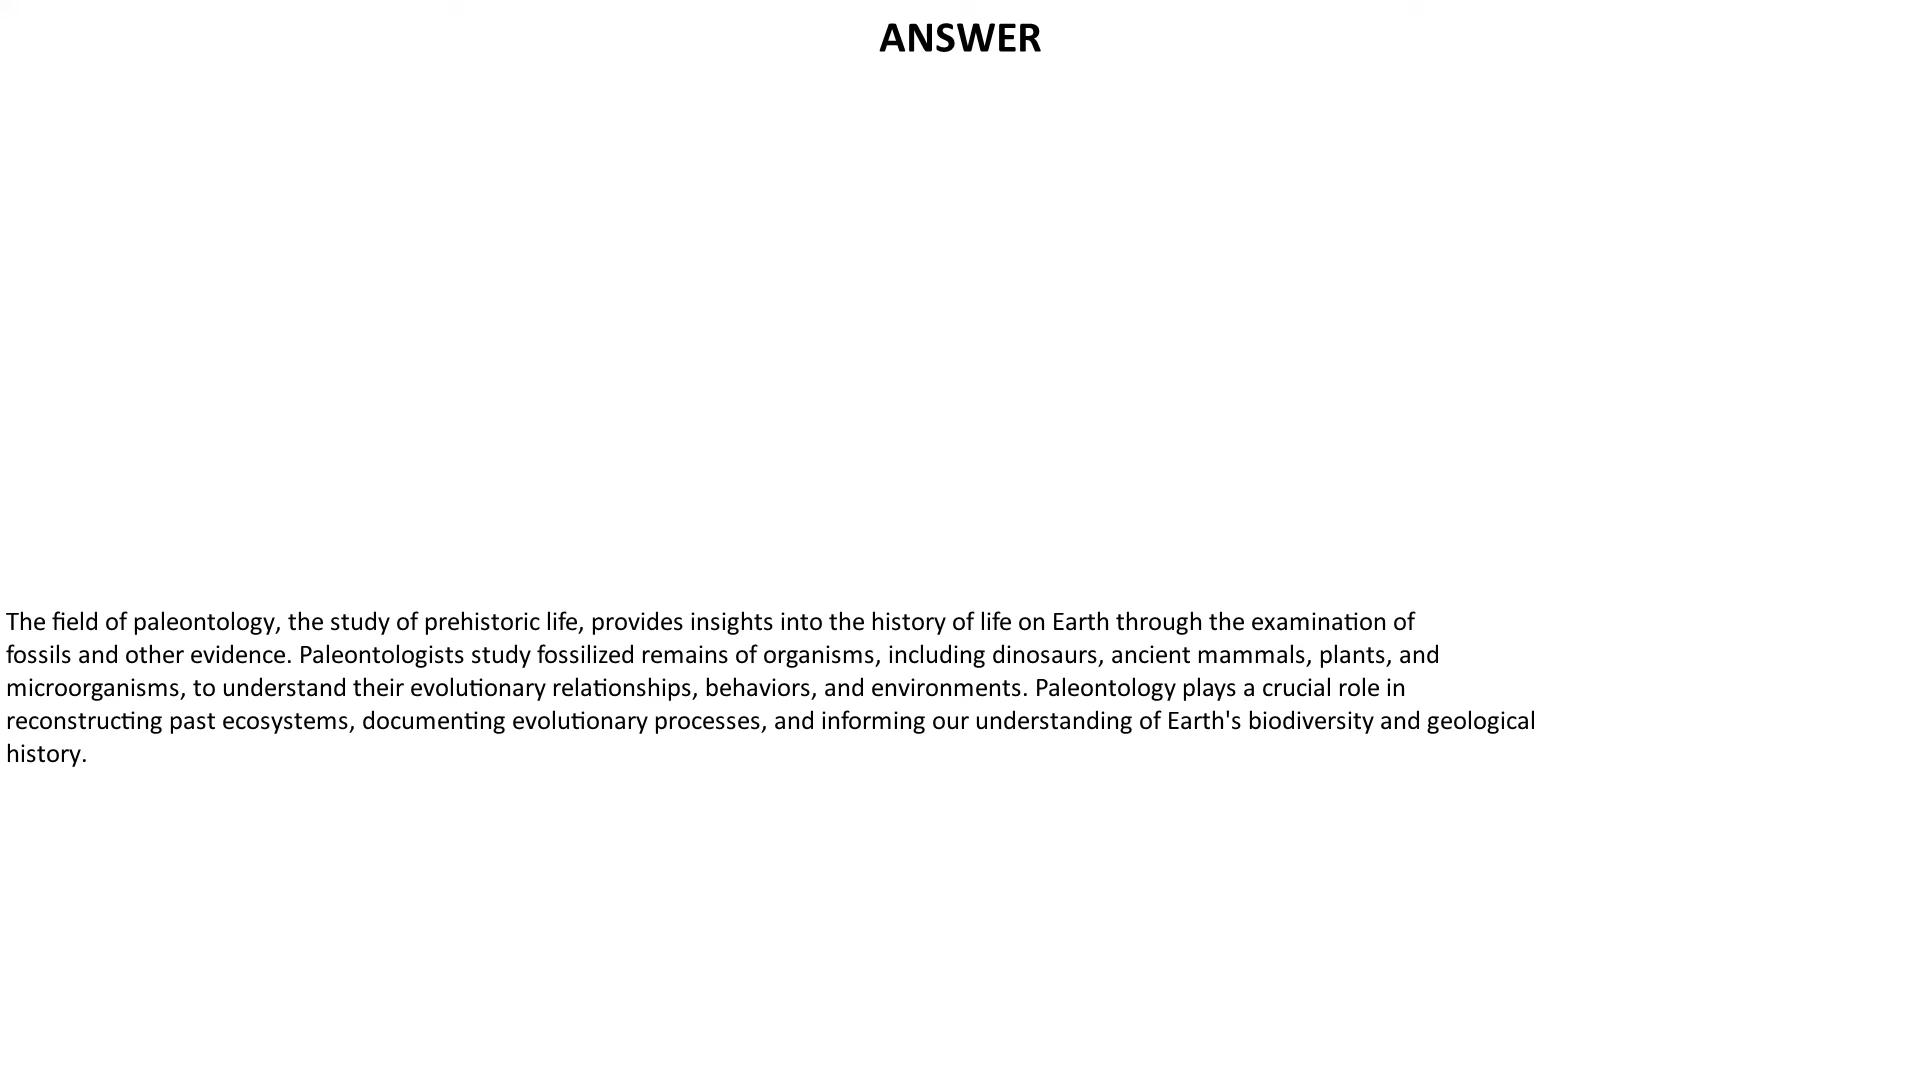 ANSWER
The field of paleontology, the study of prehistoric life, provides insights into the history of life on Earth through the examination of
fossils and other evidence. Paleontologists study fossilized remains of organisms, including dinosaurs, ancient mammals, plants, and
microorganisms, to understand their evolutionary relationships, behaviors, and environments. Paleontology plays a crucial role in
reconstructing past ecosystems, documenting evolutionary processes, and informing our understanding of Earth's biodiversity and geological
history.